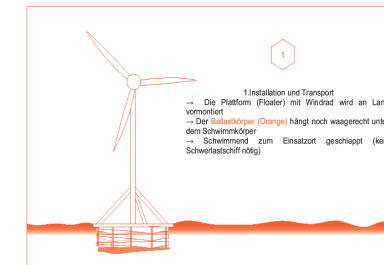 1
1.Installation und Transport
→ Die Plattform (Floater) mit Windrad wird an Lan
vormontiert
→ Der Ballastkörper (Orange) hängt noch waagerecht unte
dem Schwimmkörper
→ Schwimmend zum Einsatzort geschleppt (kei
Schwerlastschiff nötig)